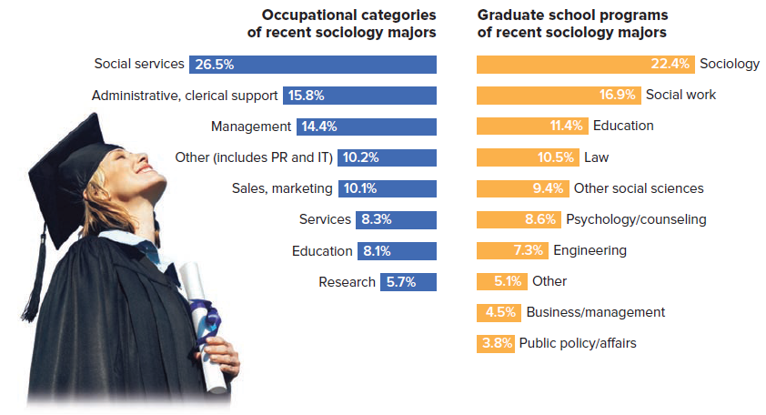 Occupational categories
of recent sociology majors
Social services 26.5%
Administrative, clerical support 15.8%
Management 14.4%
Other (includes PR and IT) 10.2%
Sales, marketing 10.1%
Services 8.3%
Education 8.1%
Research 5.7%
Graduate school programs
of recent sociology majors
22.4% Sociology
16.9% Social work
11.4% Education
10.5% Law
9.4% Other social sciences
8.6% Psychology/counseling
7.3% Engineering
5.1% Other
4.5% Business/management
3.8% Public policy/affairs